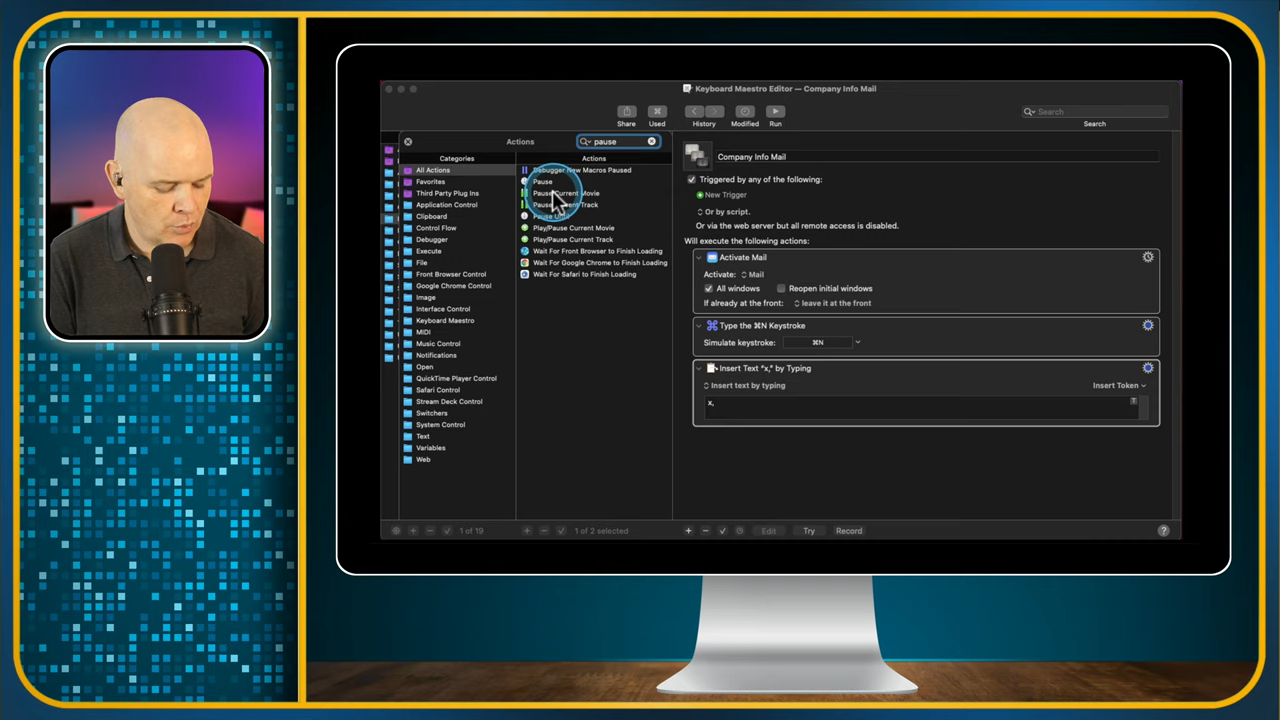 Keyboard Maestro Editor — Company Info Mail
Share
Used
History
Modified
Run
Search
Search
Actions
pause
Categories
All Actions
Favorites
Third Party Plug Ins
Application Control
Clipboard
Control Flow
Debugger
Execute
File
Front Browser Control
Google Chrome Control
Image
Interface Control
Keyboard Maestro
MIDI
Music Control
Notifications
Open
QuickTime Player Control
Safari Control
Stream Deck Control
Switchers
System Control
Text
Variables
Web
Actions
Debugger New Macros Paused
Pause
Pause Current Movie
Pause Current Track
Pause Until
Play/Pause Current Movie
Play/Pause Current Track
Wait For Front Browser to Finish Loading
Wait For Google Chrome to Finish Loading
Wait For Safari to Finish Loading
Company Info Mail
Triggered by any of the following:
New Trigger
Or by script.
Or via the web server but all remote access is disabled.
Will execute the following actions:
Activate Mail
Activate: Mail
All windows Reopen initial windows
If already at the front: leave it at the front
Type the ⌘N Keystroke
Simulate keystroke: ⌘N
Insert Text “x,” by Typing
Insert text by typing Insert Token
x,
T
1 of 19
1 of 2 selected
Edit
Try
Record
?